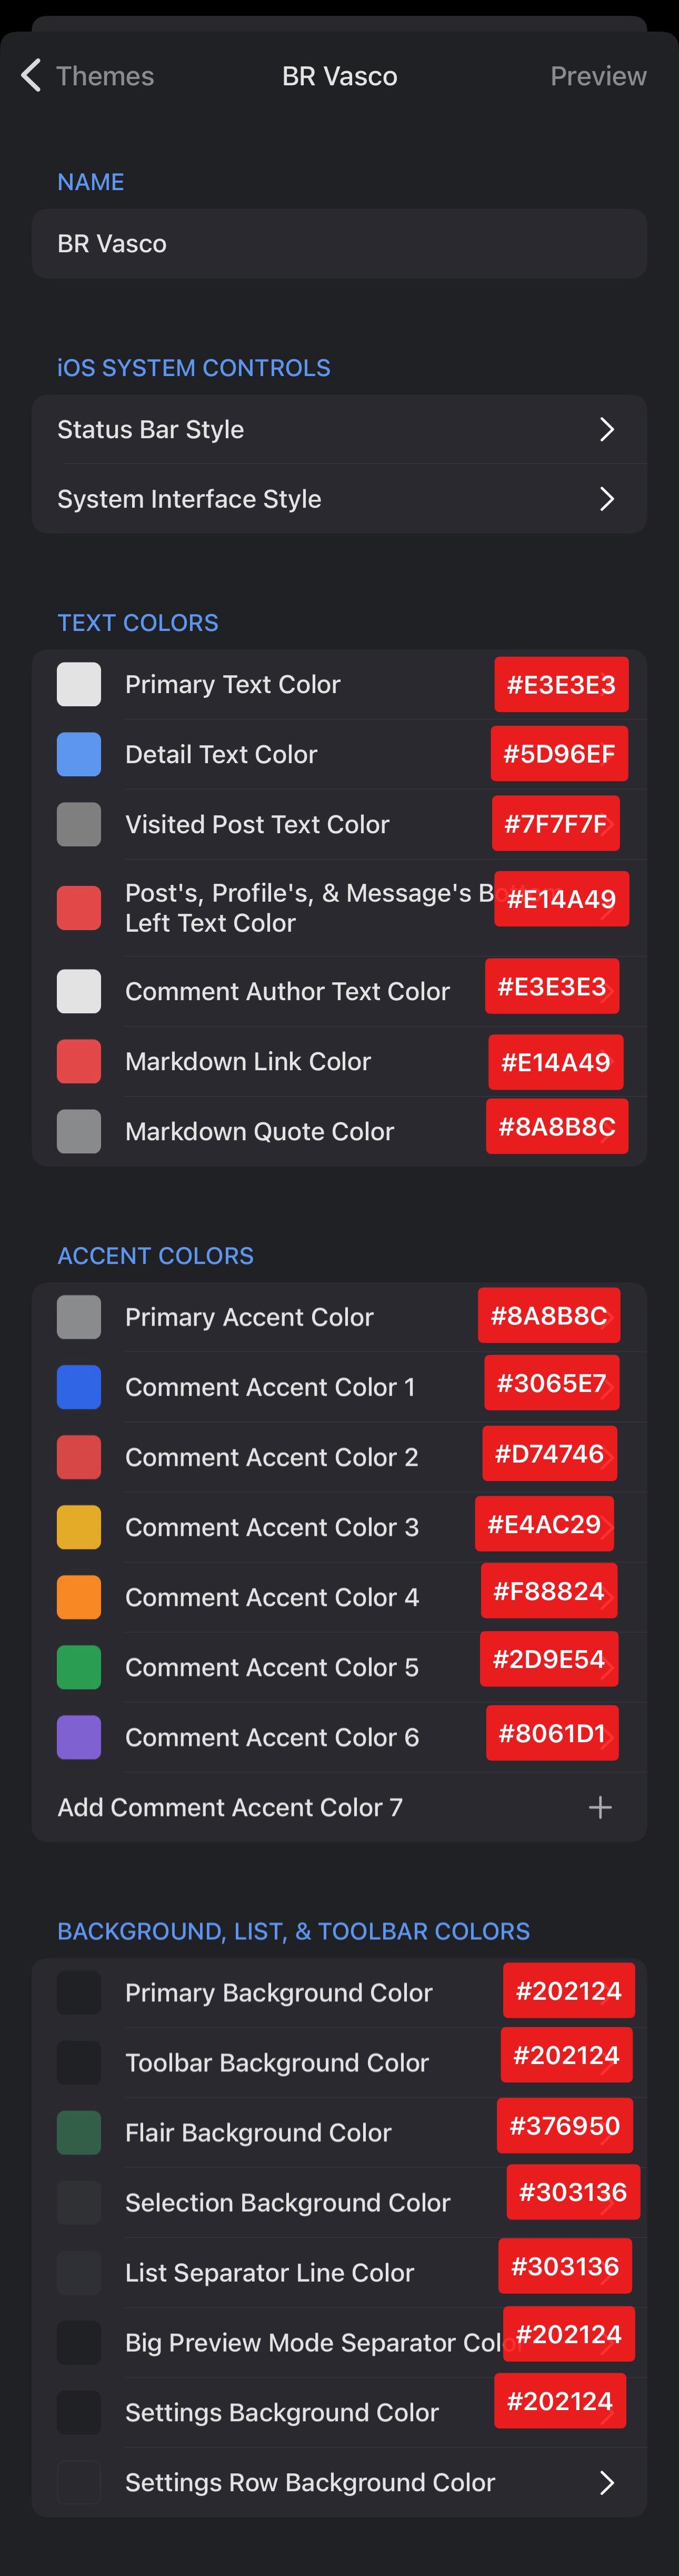 Themes
BR Vasco
Preview
NAME
BR Vasco
iOS SYSTEM CONTROLS
Status Bar Style
System Interface Style
TEXT COLORS
Primary Text Color #E3E3E3
Detail Text Color #5D96EF
Visited Post Text Color #7F7F7F
Post's, Profile's, & Message's Bottom #E14A49
Left Text Color
Comment Author Text Color #E3E3E3
Markdown Link Color #E14A49
Markdown Quote Color #8A8B8C
ACCENT COLORS
Primary Accent Color #8A8B8C
Comment Accent Color 1 #3065E7
Comment Accent Color 2 #D74746
Comment Accent Color 3 #E4AC29
Comment Accent Color 4 #F88824
Comment Accent Color 5 #2D9E54
Comment Accent Color 6 #8061D1
Add Comment Accent Color 7
BACKGROUND, LIST, & TOOLBAR COLORS
Primary Background Color #202124
Toolbar Background Color #202124
Flair Background Color #376950
Selection Background Color #303136
List Separator Line Color #303136
Big Preview Mode Separator Color #202124
Settings Background Color #202124
Settings Row Background Color